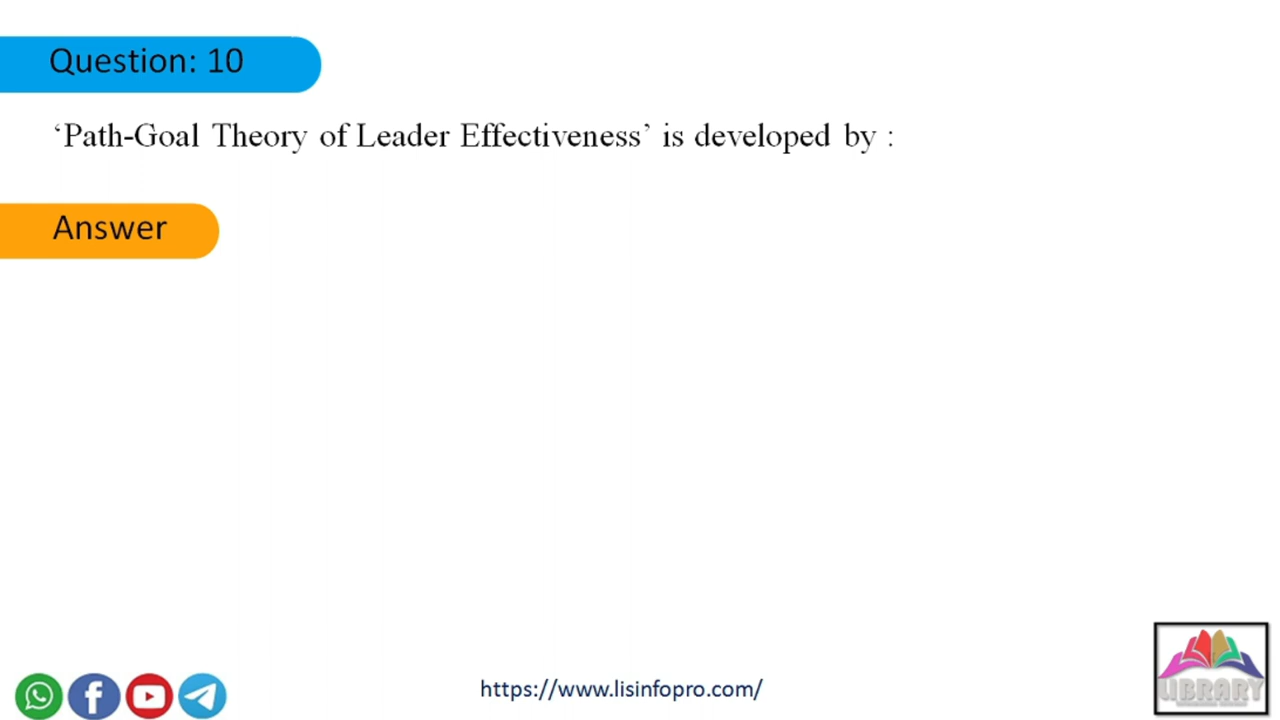 Question: 10
‘Path-Goal Theory of Leader Effectiveness’ is developed by :
Answer
https://www.lisinfopro.com/
LIBRARY